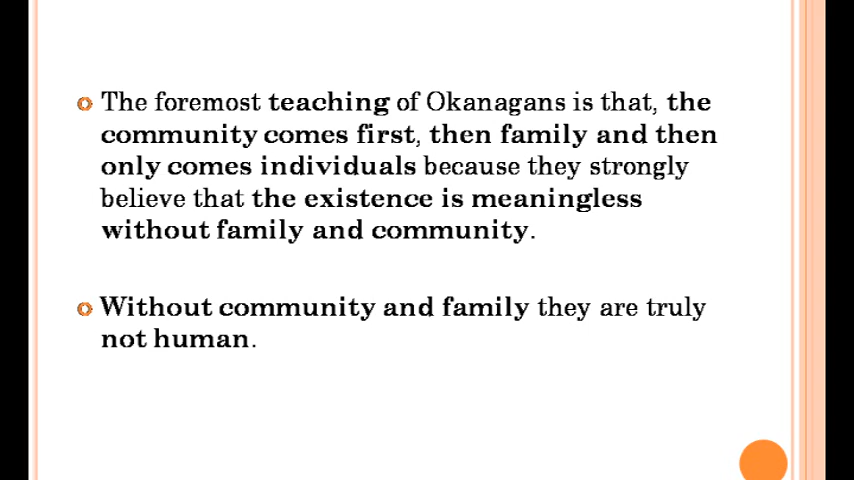 The foremost teaching of Okanagans is that, the
community comes first, then family and then
only comes individuals because they strongly
believe that the existence is meaningless
without family and community.
Without community and family they are truly
not human.